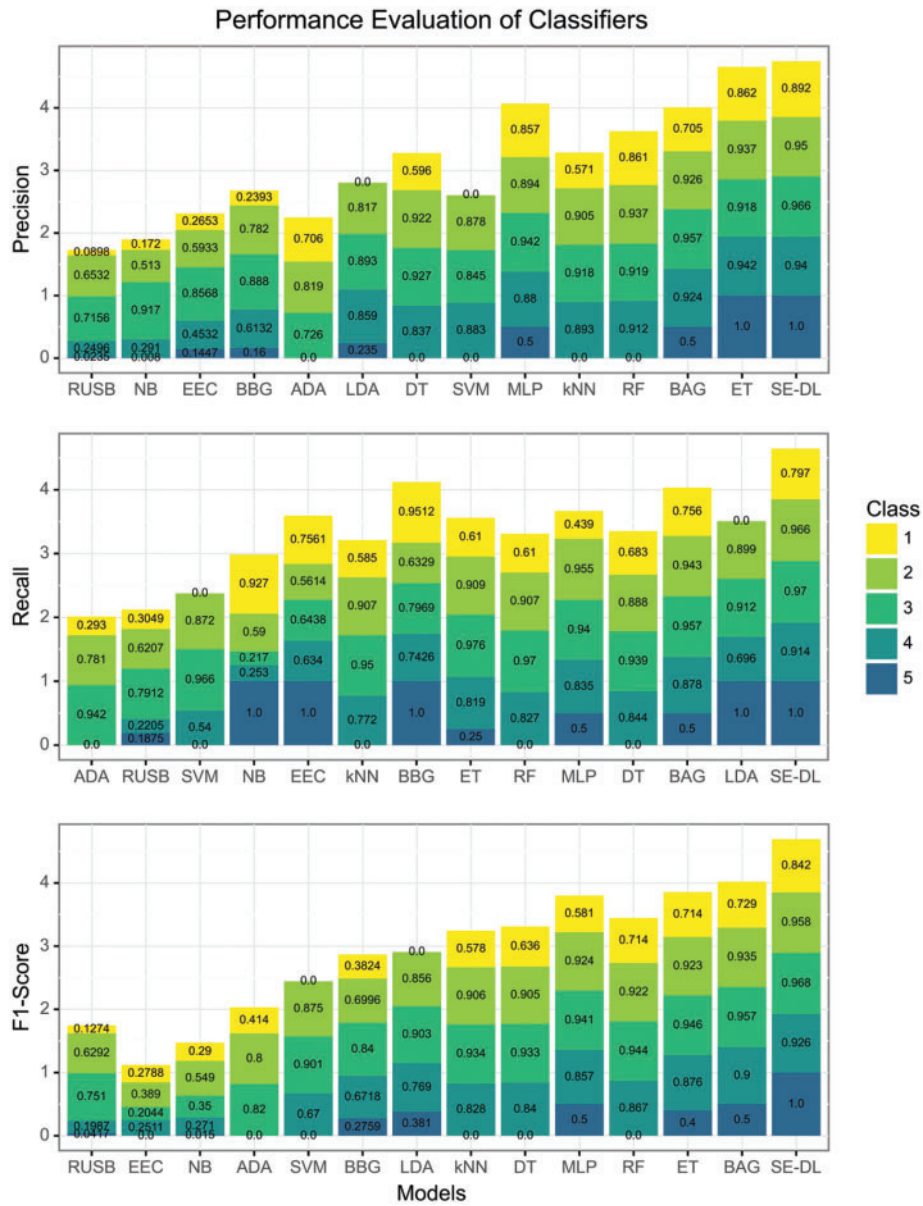 Performance Evaluation of Classifiers
Precision
4
3
2
1
0
0.0898 0.172 0.2653 0.2393 0.706 0.0 0.596 0.0 0.857 0.571 0.861 0.705 0.862 0.892
0.6532 0.513 0.5933 0.782 0.819 0.817 0.922 0.878 0.894 0.905 0.937 0.926 0.937 0.95
0.7156 0.917 0.8568 0.888 0.726 0.893 0.927 0.845 0.942 0.918 0.919 0.957 0.918 0.966
0.2496 0.291 0.4532 0.6132 0.859 0.837 0.883 0.88 0.893 0.912 0.924 0.942 0.94
0.0235 0.008 0.1447 0.16 0.0 0.235 0.0 0.0 0.5 0.0 0.0 0.5 1.0 1.0
RUSB NB EEC BBG ADA LDA DT SVM MLP kNN RF BAG ET SE-DL
Recall
4
3
2
1
0
0.293 0.3049 0.0 0.927 0.7561 0.585 0.9512 0.61 0.61 0.439 0.683 0.756 0.0 0.797
0.781 0.6207 0.872 0.59 0.5614 0.907 0.6329 0.909 0.907 0.955 0.888 0.943 0.899 0.966
0.942 0.7912 0.966 0.217 0.6438 0.95 0.7969 0.976 0.97 0.94 0.939 0.957 0.912 0.97
0.2205 0.54 0.253 0.634 0.772 0.7426 0.819 0.827 0.835 0.844 0.878 0.696 0.914
0.0 0.1875 0.0 1.0 1.0 0.0 1.0 0.25 0.0 0.5 0.0 0.5 1.0 1.0
ADA RUSB SVM NB EEC kNN BBG ET RF MLP DT BAG LDA SE-DL
Class
1
2
3
4
5
F1-Score
4
3
2
1
0
0.1274 0.2788 0.29 0.414 0.0 0.3824 0.0 0.578 0.636 0.581 0.714 0.714 0.729 0.842
0.6292 0.389 0.549 0.8 0.875 0.6996 0.856 0.906 0.905 0.924 0.922 0.923 0.935 0.958
0.751 0.2044 0.35 0.82 0.901 0.84 0.903 0.934 0.933 0.941 0.944 0.946 0.957 0.968
0.1987 0.2511 0.271 0.67 0.6718 0.769 0.828 0.84 0.857 0.867 0.876 0.9 0.926
0.0417 0.0 0.015 0.0 0.0 0.2759 0.381 0.0 0.0 0.5 0.0 0.4 0.5 1.0
RUSB EEC NB ADA SVM BBG LDA kNN DT MLP RF ET BAG SE-DL
Models